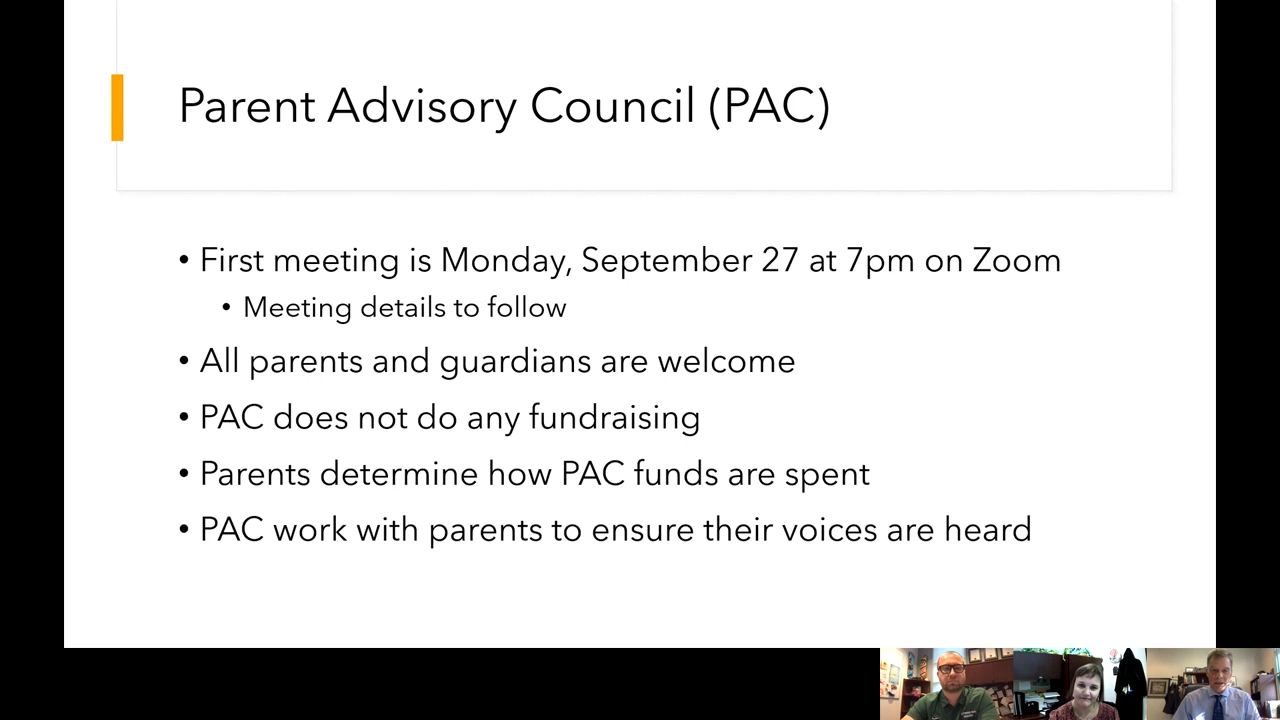 Parent Advisory Council (PAC)
• First meeting is Monday, September 27 at 7pm on Zoom
• Meeting details to follow
• All parents and guardians are welcome
• PAC does not do any fundraising
• Parents determine how PAC funds are spent
• PAC work with parents to ensure their voices are heard